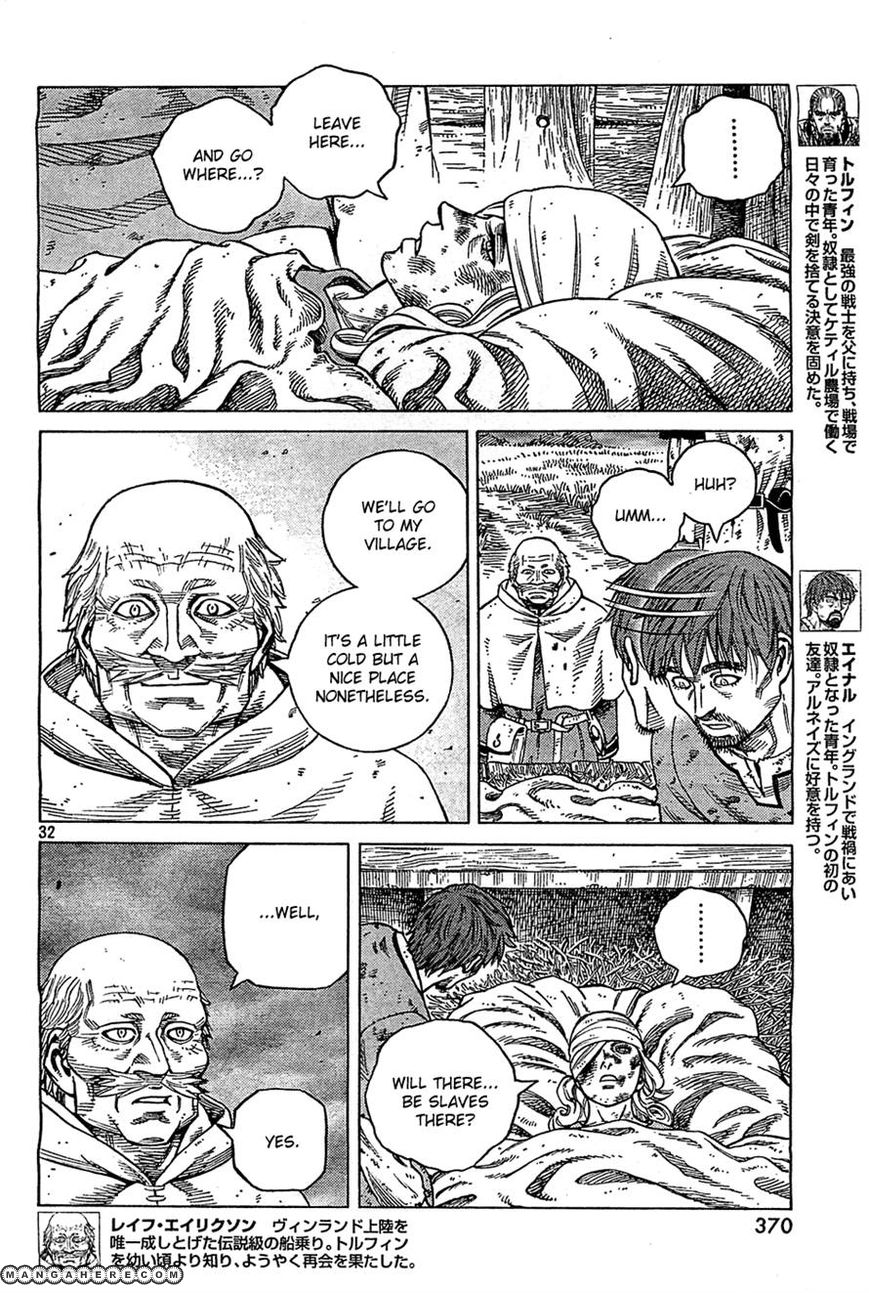 ……
LEAVE
HERE...
AND GO
WHERE...?
HUH?
UMM...
WE'LL GO
TO MY
VILLAGE.
IT'S A LITTLE
COLD BUT A
NICE PLACE
NONETHELESS.
……
WILL THERE...
BE SLAVES
THERE?
...WELL,
YES.
トルフィン 最強の戦士を父に持ち、戦場で
育った青年。奴隷としてケティル農場で働く
日々の中で剣を捨てる決意を固めた。
エイナル イングランドで戦禍にあい
奴隷となった青年。トルフィンの初の
友達。アルネイズに好意を持つ。
レイフ・エイリクソン ヴィンランド上陸を
唯一成しとげた伝説級の船乗り。トルフィン
を幼い頃より知り、ようやく再会を果たした。
32
370
MANGAHERE.COM